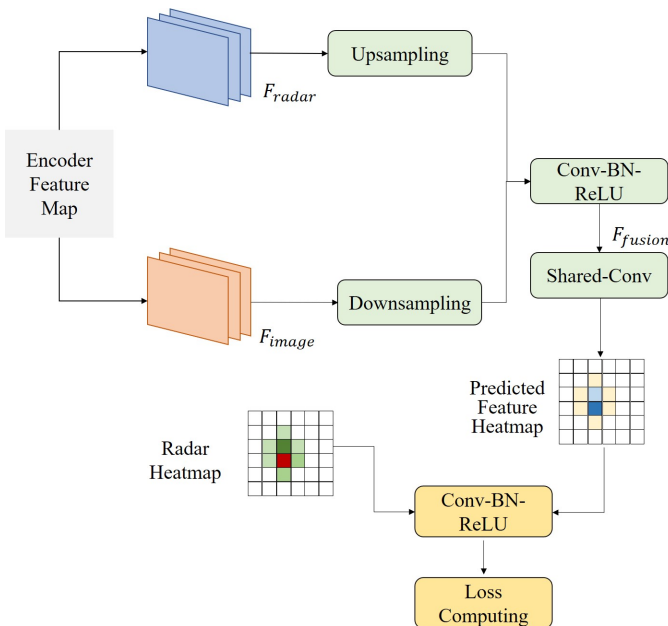 F_radar
Upsampling
Encoder
Feature
Map
Conv-BN-
ReLU
F_fusion
Shared-Conv
Downsampling
F_image
Predicted
Feature
Heatmap
Radar
Heatmap
Conv-BN-
ReLU
Loss
Computing